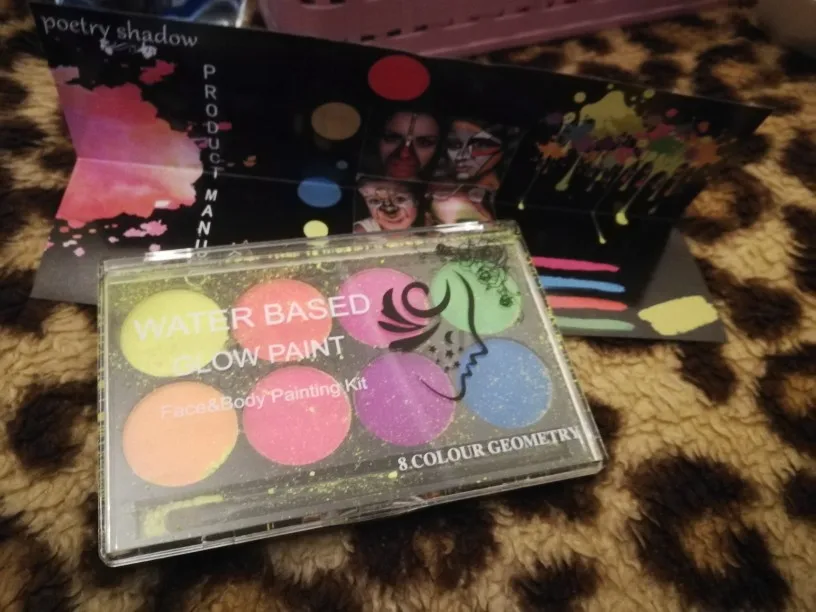 poetry shadow
PRODUCT MANU
WATER BASED
GLOW PAINT
Face&Body Painting Kit
8.COLOUR GEOMETRY